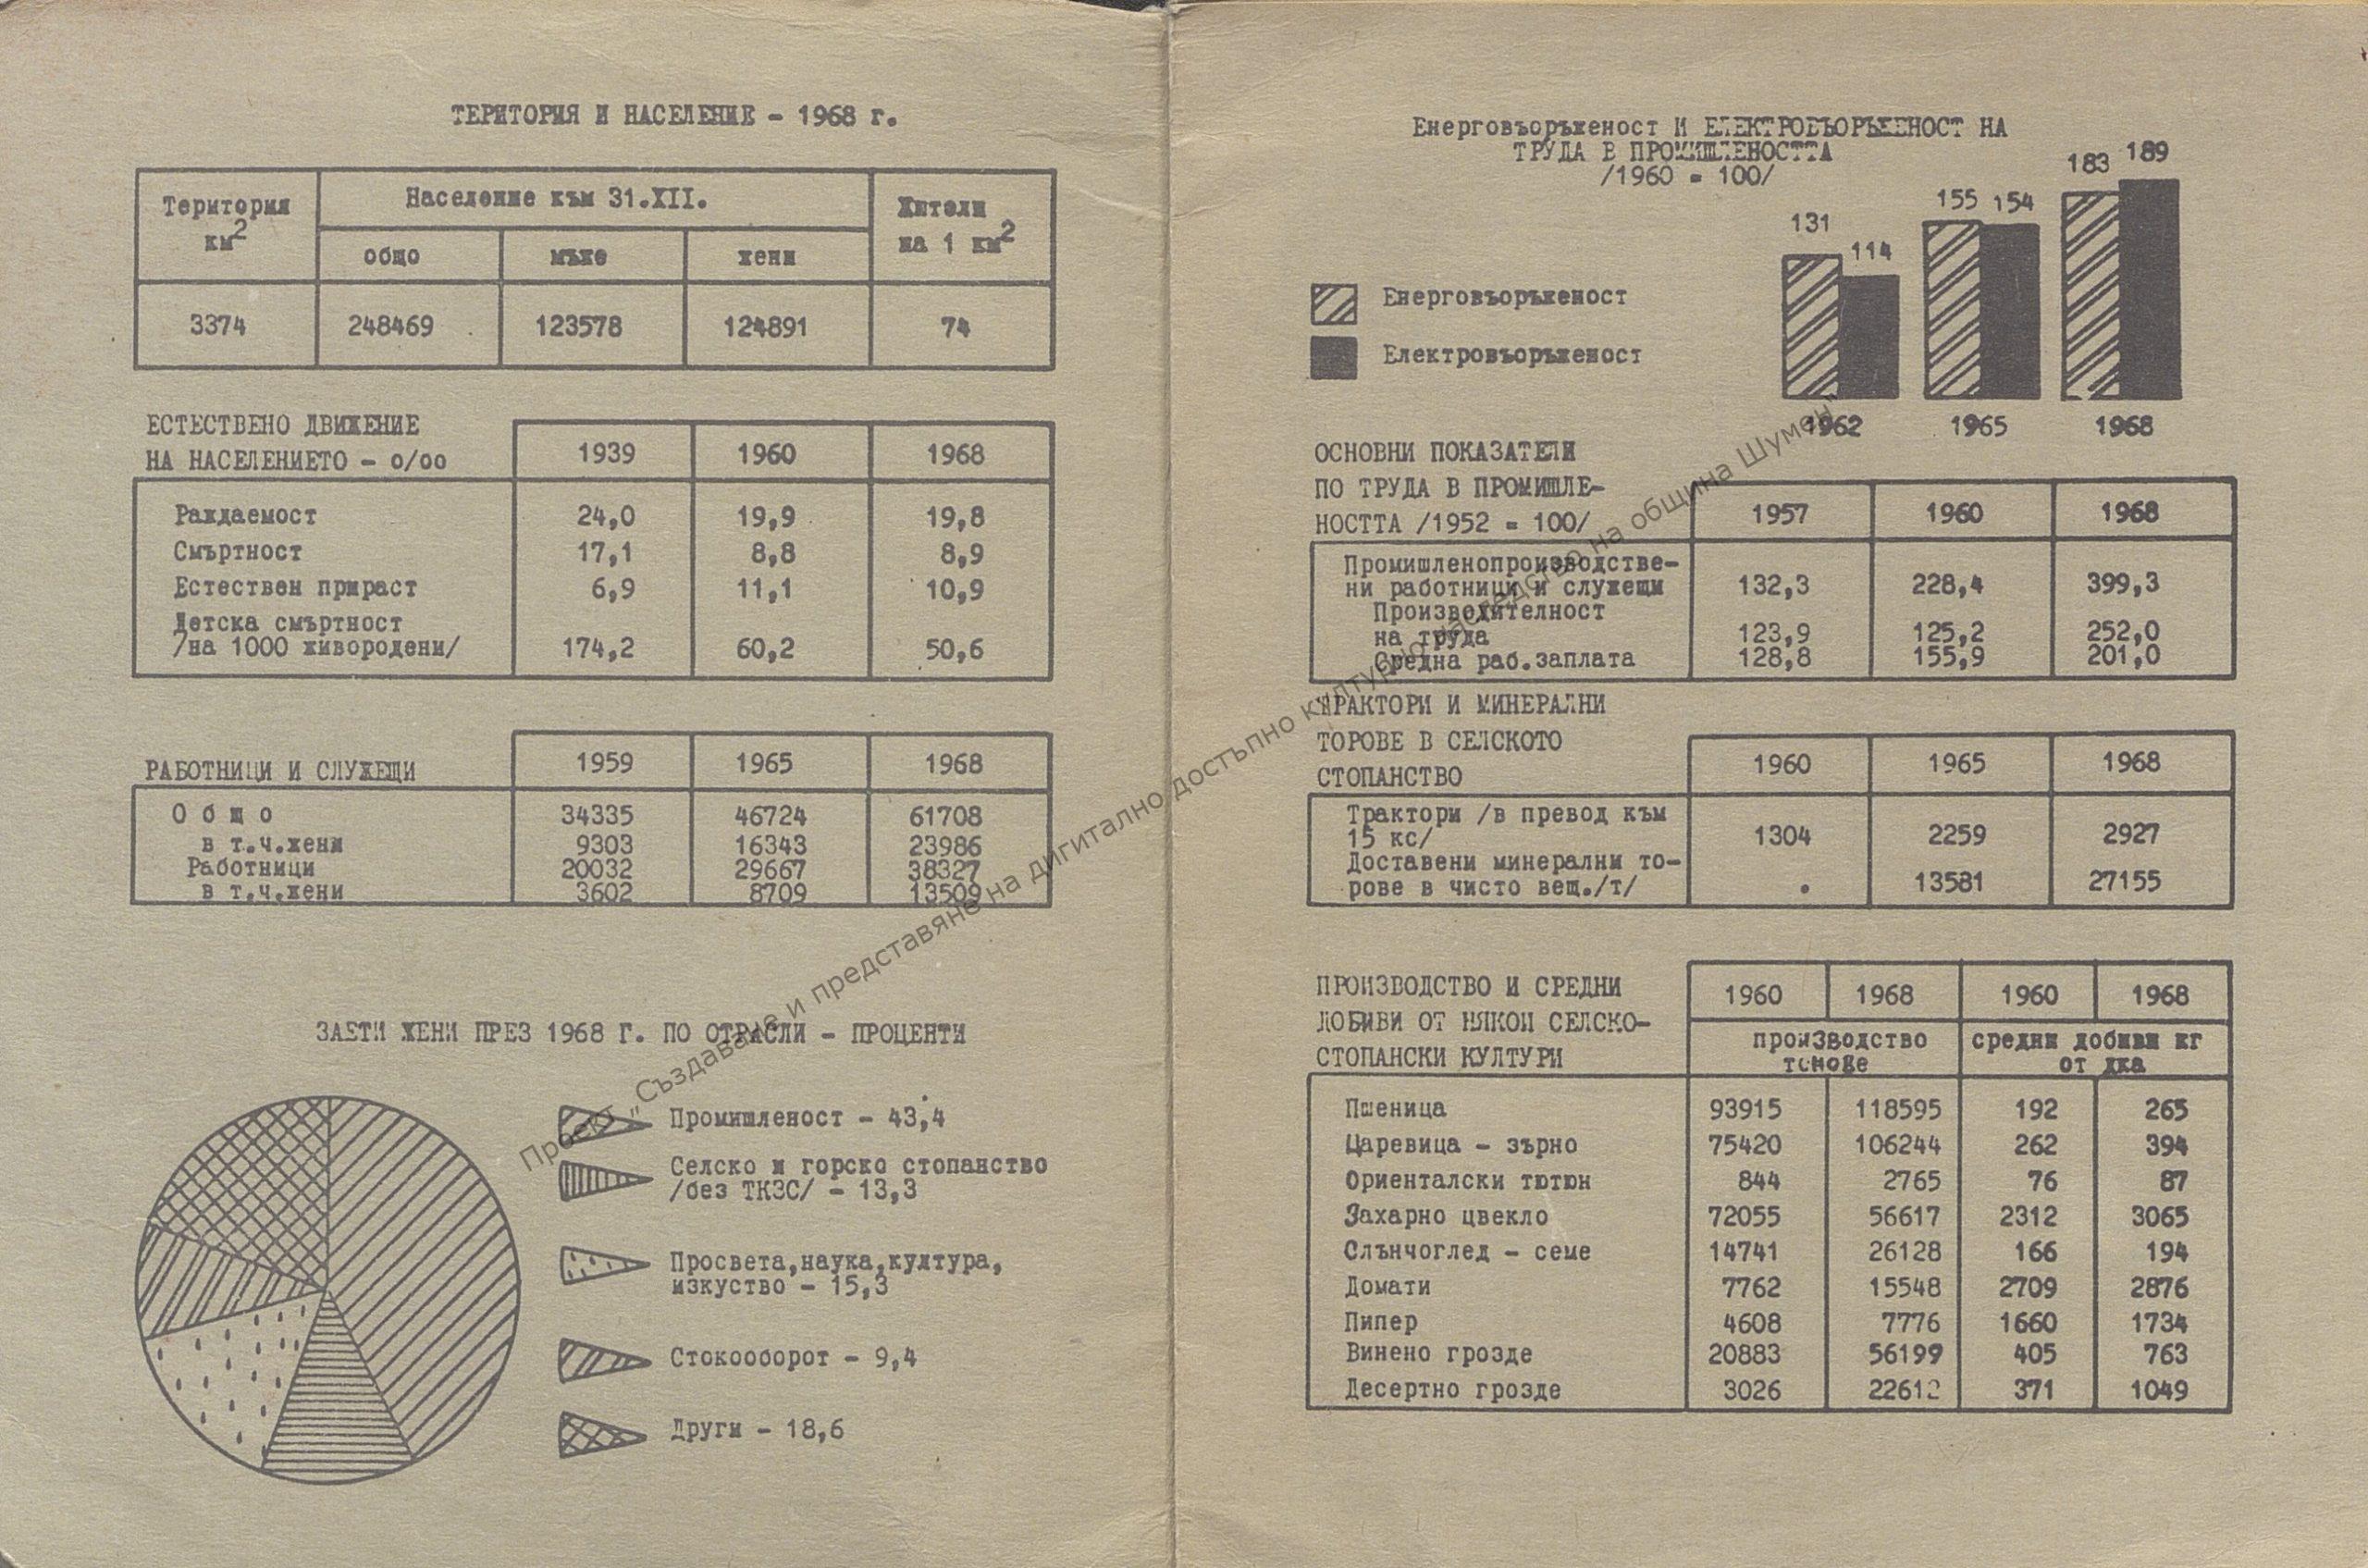 ТЕРИТОРИЯ И НАСЕЛЕНИЕ - 1968 г.
Територия км2 Население към 31.XII. Жители на 1 км2
общо мъже жени
3374 248469 123578 124891 74
ЕСТЕСТВЕНО ДВИЖЕНИЕ
НА НАСЕЛЕНИЕТО - о/оо 1939 1960 1968
Раждаемост 24,0 19,9 19,8
Смъртност 17,1 8,8 8,9
Естествен прираст 6,9 11,1 10,9
Детска смъртност
/на 1000 живородени/ 174,2 60,2 50,6
РАБОТНИЦИ И СЛУЖЕЩИ 1959 1965 1968
О б щ о 34335 46724 61708
в т.ч.жени 9303 16343 23986
Работници 20032 29667 38327
в т.ч.жени 3602 8709 13509
ЗАЕТИ ЖЕНИ ПРЕЗ 1968 Г. ПО ОТРАСЛИ - ПРОЦЕНТИ
Промишленост - 43,4
Селско и горско стопанство
/без ТКЗС/ - 13,3
Просвета,наука,култура,
изкуство - 15,3
Стокооборот - 9,4
Други - 18,6
Енерговъоръженост И ЕЛЕКТРОВЪОРЪЖЕНОСТ НА
ТРУДА В ПРОМИШЛЕНОСТТА
/1960 = 100/
131 114 155 154 183 189
Енерговъоръженост
Електровъоръженост
1962 1965 1968
ОСНОВНИ ПОКАЗАТЕЛИ
ПО ТРУДА В ПРОМИШЛЕ-
НОСТТА /1952 = 100/ 1957 1960 1968
Промишленопроизводстве-
ни работници и служещи 132,3 228,4 399,3
Производителност
на труда 123,9 125,2 252,0
Средна раб.заплата 128,8 155,9 201,0
ТРАКТОРИ И МИНЕРАЛНИ
ТОРОВЕ В СЕЛСКОТО
СТОПАНСТВО 1960 1965 1968
Трактори /в превод към
15 кс/ 1304 2259 2927
Доставени минерални то-
рове в чисто вещ./т/ . 13581 27155
ПРОИЗВОДСТВО И СРЕДНИ
ДОБИВИ ОТ НЯКОИ СЕЛСКО-
СТОПАНСКИ КУЛТУРИ
1960 1968 1960 1968
производство тонове средни добиви кг от дка
Пшеница 93915 118595 192 265
Царевица - зърно 75420 106244 262 394
Ориенталски тютюн 844 2765 76 87
Захарно цвекло 72055 56617 2312 3065
Слънчоглед - семе 14741 26128 166 194
Домати 7762 15548 2709 2876
Пипер 4608 7776 1660 1734
Винено грозде 20883 56199 405 763
Десертно грозде 3026 22612 371 1049
Проект „Създаване и представяне на дигитално достъпно културно наследство на община Шумен"